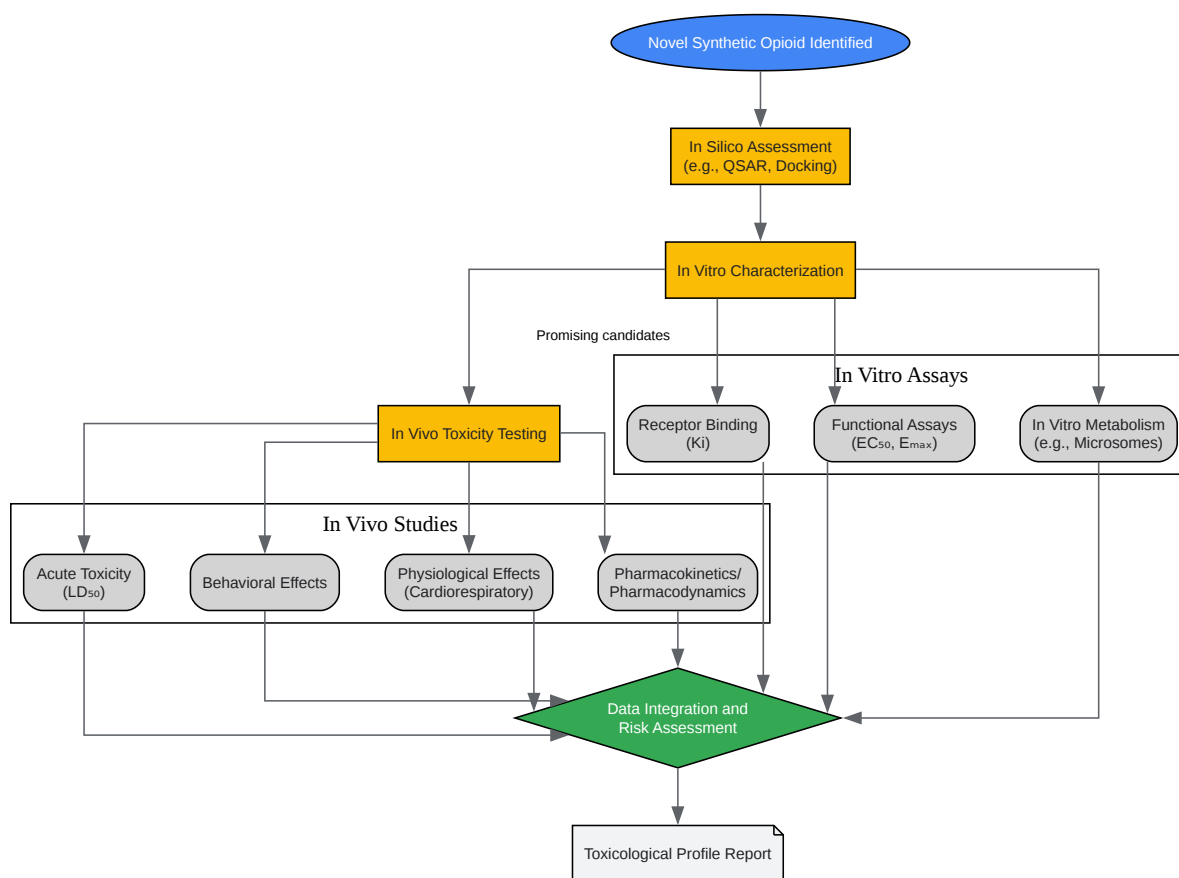 Novel Synthetic Opioid Identified
In Silico Assessment
(e.g., QSAR, Docking)
In Vitro Characterization
Promising candidates
In Vitro Assays
Receptor Binding
(Ki)
Functional Assays
(EC₅₀, Eₘₐₓ)
In Vitro Metabolism
(e.g., Microsomes)
In Vivo Toxicity Testing
In Vivo Studies
Acute Toxicity
(LD₅₀)
Behavioral Effects
Physiological Effects
(Cardiorespiratory)
Pharmacokinetics/
Pharmacodynamics
Data Integration and
Risk Assessment
Toxicological Profile Report